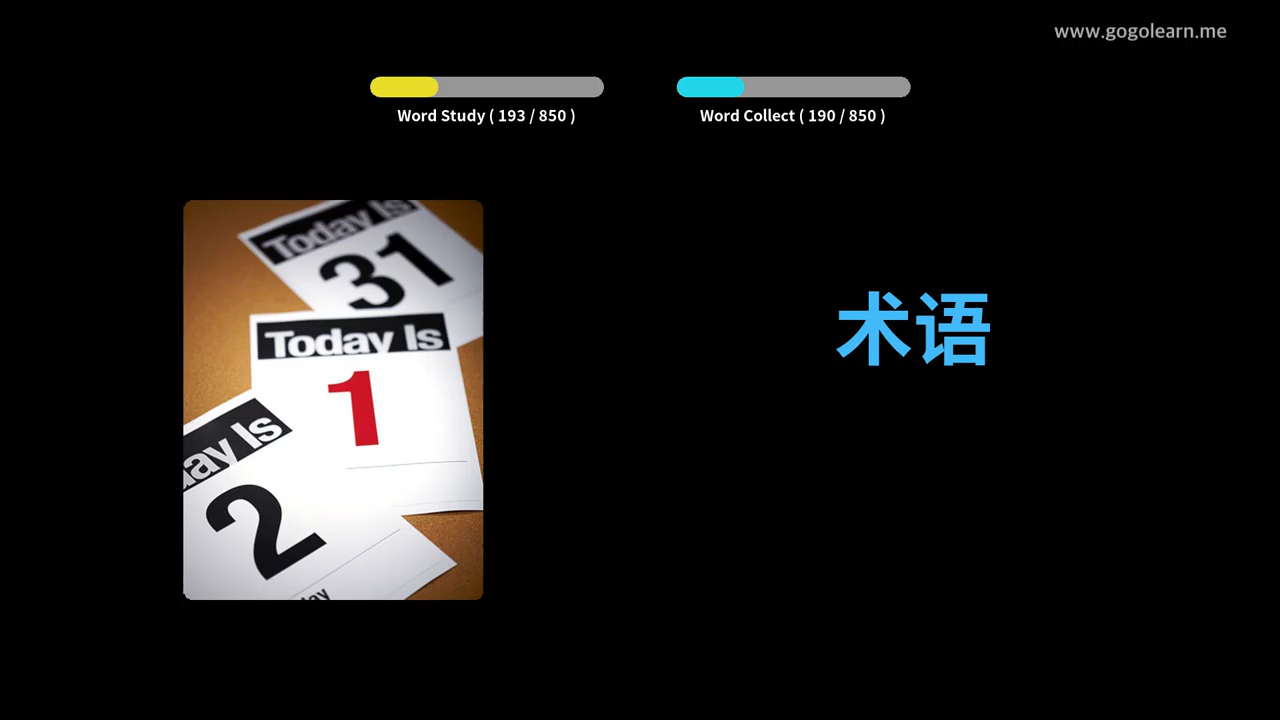 www.gogolearn.me
Word Study ( 193 / 850 )
Word Collect ( 190 / 850 )
Today Is
31
Today Is
1
ay Is
2
术语